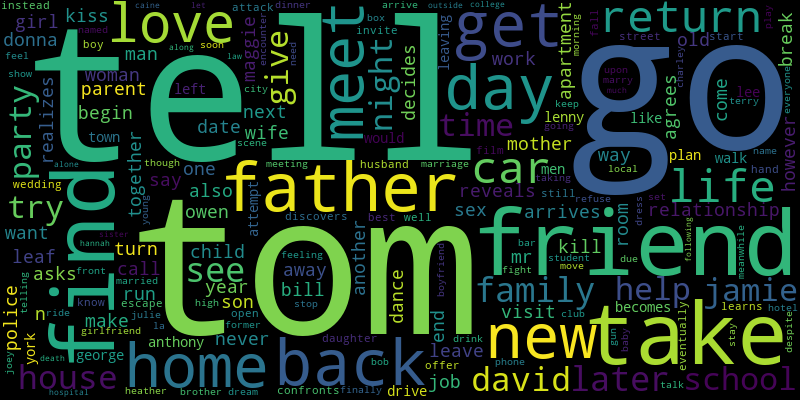 tell
go
tom
friend
take
father
find
love
get
return
meet
day
back
home
new
see
car
life
family
help
jamie
david
later
school
house
time
try
give
night
party
instead
kiss
girl
donna
man
woman
parent
realizes
begin
town
date
next
wife
together
one
say
also
owen
though
turn
child
want
leaf
asks
call
run
year
son
bill
away
another
dance
end
never
make
police
york
n
ride
know
front
married
escape
julie
la
george
girlfriend
anthony
high
open
former
stop
feeling
discovers
attempt
daughter
leave
job
drive
offer
bob
finally
confronts
brother
dream
heather
death
hospital
joey
telling
hannah
sister
young
alone
wedding
show
feel
boy
caine
let
named
along
soon
law
attack
dinner
encounter
need
left
city
scene
maggie
box
invite
arrive
decides
outside
college
leaving
work
morning
apartment
fall
street
old
start
break
play
upon
marry
much
charley
come
lee
terry
everyone
agrees
like
keep
lenny
going
would
film
mother
men
way
local
plan
walk
name
hand
however
meeting
husband
marriage
taking
reveals
still
refuse
sex
arrives
room
dress
set
relationship
best
well
mr
bar
fight
student
move
kill
due
following
meanwhile
boyfriend
visit
club
becomes
learns
hotel
drink
phone
gun
baby
eventually
stay
despite
talk